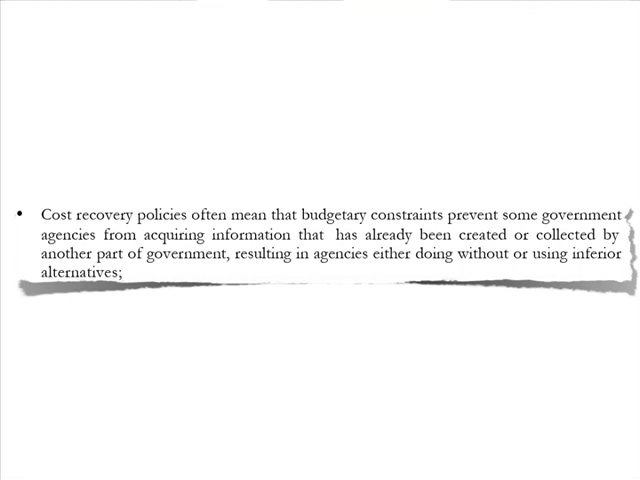 • Cost recovery policies often mean that budgetary constraints prevent some government
agencies from acquiring information that has already been created or collected by
another part of government, resulting in agencies either doing without or using inferior
alternatives;